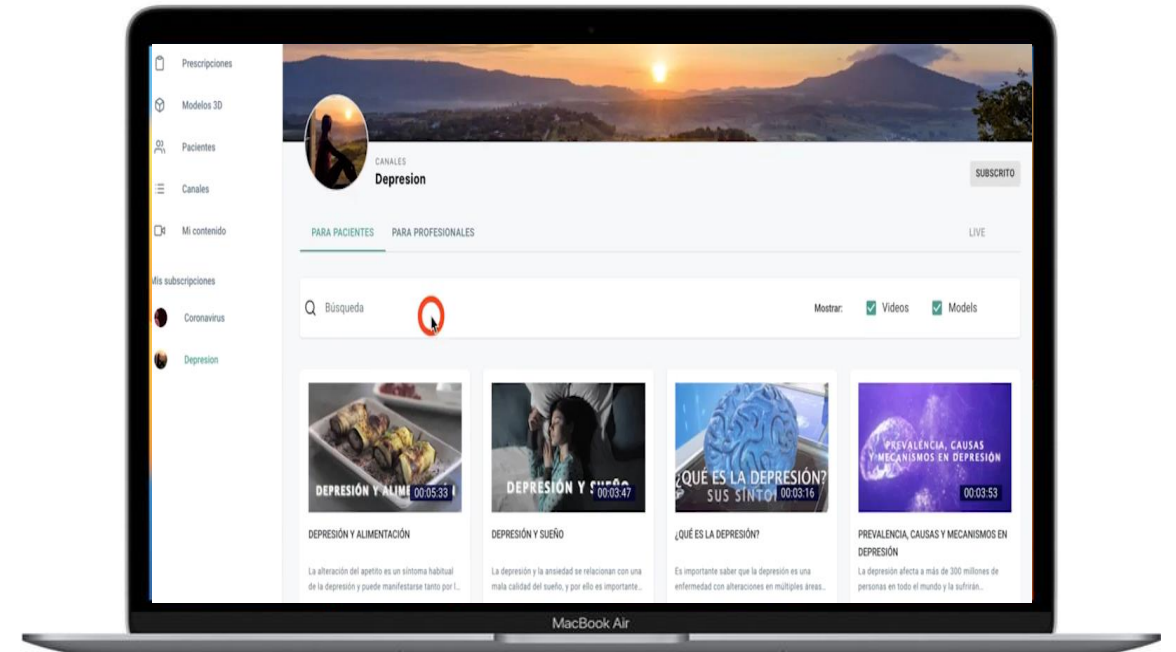 Prescripciones
Modelos 3D
Pacientes
Canales
Mi contenido
Mis subscripciones
Coronavirus
Depresion
CANALES
Depresion
SUBSCRITO
PARA PACIENTES PARA PROFESIONALES LIVE
Búsqueda
Mostrar: Videos Models
DEPRESIÓN Y ALIME
00:05:33
DEPRESIÓN Y ALIMENTACIÓN
La alteración del apetito es un síntoma habitual
de la depresión y puede manifestarse tanto por l...
DEPRESIÓN Y SUEÑO
00:03:47
DEPRESIÓN Y SUEÑO
La depresión y la ansiedad se relacionan con una
mala calidad del sueño, y por ello es importante...
¿QUÉ ES LA DEPRESIÓN?
SUS SÍNTO
00:03:16
¿QUÉ ES LA DEPRESIÓN?
Es importante saber que la depresión es una
enfermedad con alteraciones en múltiples áreas...
PREVALENCIA, CAUSAS
Y MECANISMOS EN DEPRESIÓN
00:03:53
PREVALENCIA, CAUSAS Y MECANISMOS EN
DEPRESIÓN
La depresión afecta a más de 300 millones de
personas en todo el mundo y la sufrirán...
MacBook Air